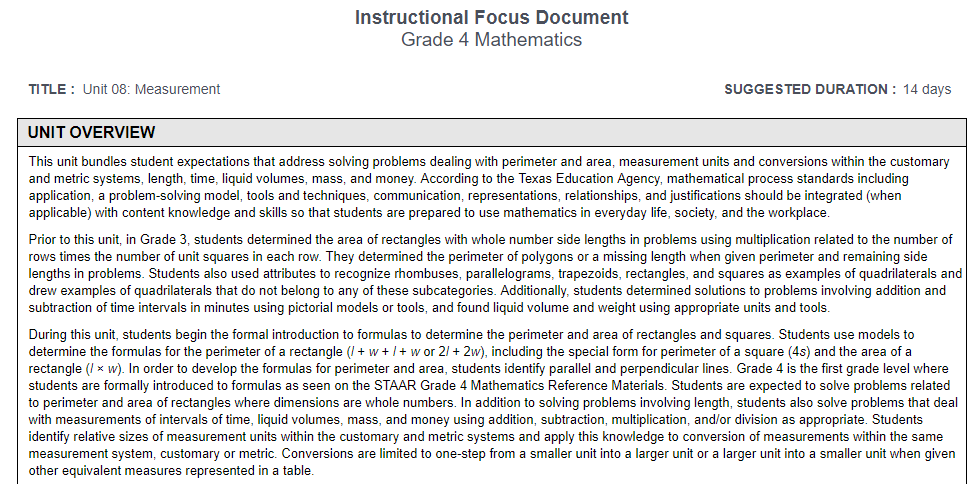 Instructional Focus Document
Grade 4 Mathematics
TITLE : Unit 08: Measurement SUGGESTED DURATION : 14 days
UNIT OVERVIEW
This unit bundles student expectations that address solving problems dealing with perimeter and area, measurement units and conversions within the customary
and metric systems, length, time, liquid volumes, mass, and money. According to the Texas Education Agency, mathematical process standards including
application, a problem-solving model, tools and techniques, communication, representations, relationships, and justifications should be integrated (when
applicable) with content knowledge and skills so that students are prepared to use mathematics in everyday life, society, and the workplace.
Prior to this unit, in Grade 3, students determined the area of rectangles with whole number side lengths in problems using multiplication related to the number of
rows times the number of unit squares in each row. They determined the perimeter of polygons or a missing length when given perimeter and remaining side
lengths in problems. Students also used attributes to recognize rhombuses, parallelograms, trapezoids, rectangles, and squares as examples of quadrilaterals and
drew examples of quadrilaterals that do not belong to any of these subcategories. Additionally, students determined solutions to problems involving addition and
subtraction of time intervals in minutes using pictorial models or tools, and found liquid volume and weight using appropriate units and tools.
During this unit, students begin the formal introduction to formulas to determine the perimeter and area of rectangles and squares. Students use models to
determine the formulas for the perimeter of a rectangle (l + w + l + w or 2l + 2w), including the special form for perimeter of a square (4s) and the area of a
rectangle (l × w). In order to develop the formulas for perimeter and area, students identify parallel and perpendicular lines. Grade 4 is the first grade level where
students are formally introduced to formulas as seen on the STAAR Grade 4 Mathematics Reference Materials. Students are expected to solve problems related
to perimeter and area of rectangles where dimensions are whole numbers. In addition to solving problems involving length, students also solve problems that deal
with measurements of intervals of time, liquid volumes, mass, and money using addition, subtraction, multiplication, and/or division as appropriate. Students
identify relative sizes of measurement units within the customary and metric systems and apply this knowledge to conversion of measurements within the same
measurement system, customary or metric. Conversions are limited to one-step from a smaller unit into a larger unit or a larger unit into a smaller unit when given
other equivalent measures represented in a table.